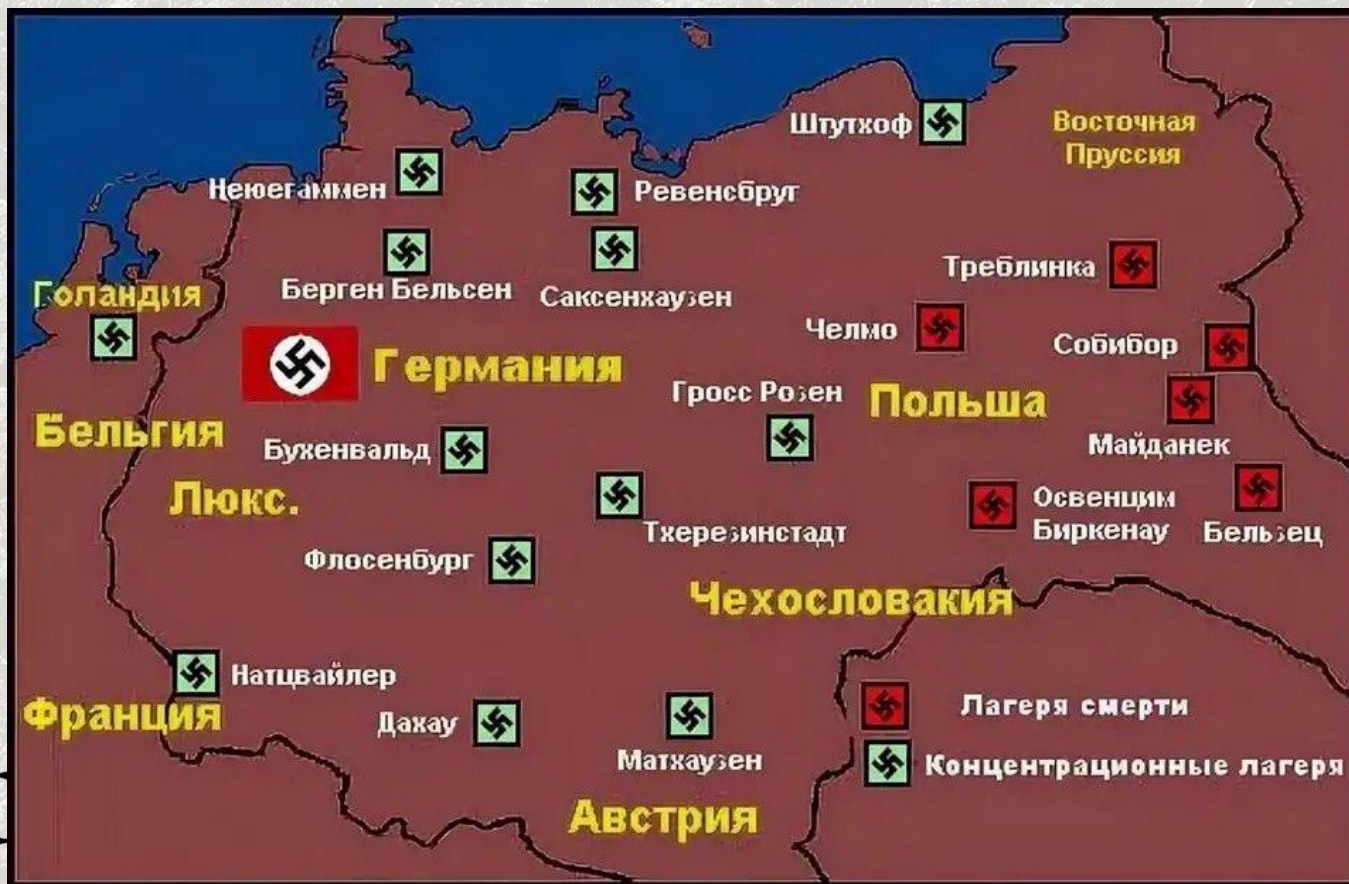 Штутхоф
Восточная
Пруссия
Неюегаммен
Ревенсбруг
Берген Бельсен
Саксенхаузен
Треблинка
Голандия
Челмо
Собибор
Германия
Гросс Розен
Польша
Бельгия
Бухенвальд
Майданек
Люкс.
Освенцим
Биркенау
Бельзец
Тхерезинстадт
Флосенбург
Чехословакия
Натцвайлер
Франция
Дахау
Матхаузен
Лагеря смерти
Концентрационные лагеря
Австрия